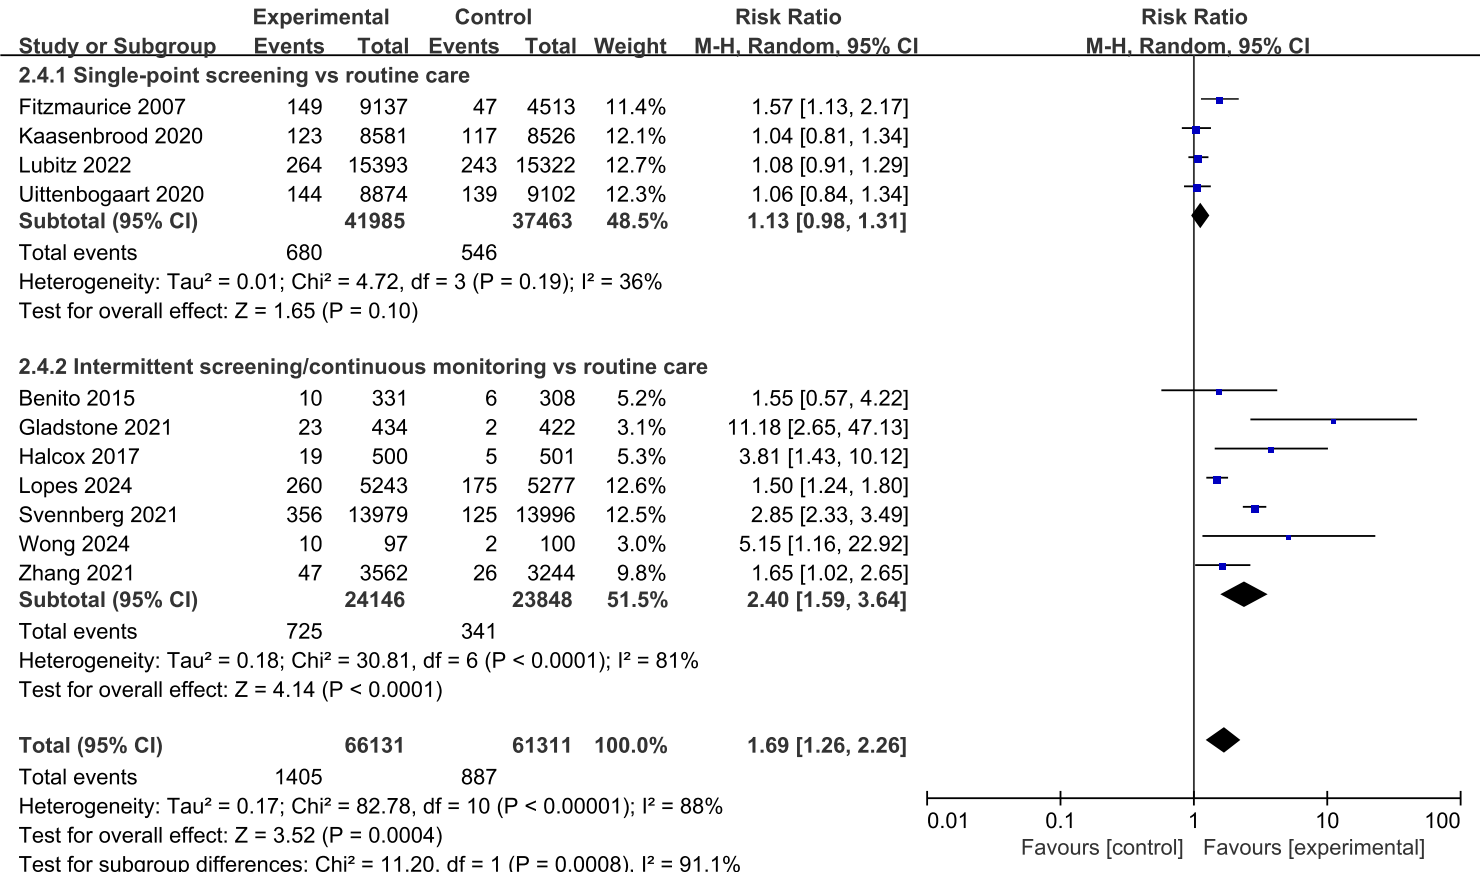 Experimental Control Risk Ratio Risk Ratio
Study or Subgroup Events Total Events Total Weight M-H, Random, 95% CI M-H, Random, 95% CI
2.4.1 Single-point screening vs routine care
Fitzmaurice 2007 149 9137 47 4513 11.4% 1.57 [1.13, 2.17]
Kaasenbrood 2020 123 8581 117 8526 12.1% 1.04 [0.81, 1.34]
Lubitz 2022 264 15393 243 15322 12.7% 1.08 [0.91, 1.29]
Uittenbogaart 2020 144 8874 139 9102 12.3% 1.06 [0.84, 1.34]
Subtotal (95% CI) 41985 37463 48.5% 1.13 [0.98, 1.31]
Total events 680 546
Heterogeneity: Tau² = 0.01; Chi² = 4.72, df = 3 (P = 0.19); I² = 36%
Test for overall effect: Z = 1.65 (P = 0.10)
2.4.2 Intermittent screening/continuous monitoring vs routine care
Benito 2015 10 331 6 308 5.2% 1.55 [0.57, 4.22]
Gladstone 2021 23 434 2 422 3.1% 11.18 [2.65, 47.13]
Halcox 2017 19 500 5 501 5.3% 3.81 [1.43, 10.12]
Lopes 2024 260 5243 175 5277 12.6% 1.50 [1.24, 1.80]
Svennberg 2021 356 13979 125 13996 12.5% 2.85 [2.33, 3.49]
Wong 2024 10 97 2 100 3.0% 5.15 [1.16, 22.92]
Zhang 2021 47 3562 26 3244 9.8% 1.65 [1.02, 2.65]
Subtotal (95% CI) 24146 23848 51.5% 2.40 [1.59, 3.64]
Total events 725 341
Heterogeneity: Tau² = 0.18; Chi² = 30.81, df = 6 (P < 0.0001); I² = 81%
Test for overall effect: Z = 4.14 (P < 0.0001)
Total (95% CI) 66131 61311 100.0% 1.69 [1.26, 2.26]
Total events 1405 887
Heterogeneity: Tau² = 0.17; Chi² = 82.78, df = 10 (P < 0.00001); I² = 88%
Test for overall effect: Z = 3.52 (P = 0.0004)
Test for subgroup differences: Chi² = 11.20, df = 1 (P = 0.0008), I² = 91.1%
0.01 0.1 1 10 100
Favours [control] Favours [experimental]